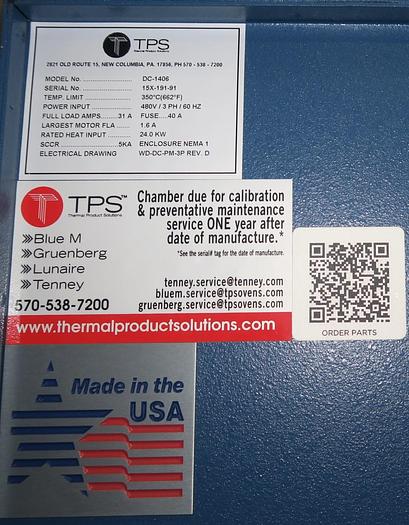 TPS
Thermal Product Solutions
2821 OLD ROUTE 15, NEW COLUMBIA, PA. 17856, PH 570 - 538 - 7200
MODEL No. ........................ DC-1406
SERIAL No. ....................... 15X-191-91
TEMP. LIMIT ..................... 350°C(662°F)
POWER INPUT .................. 480V / 3 PH / 60 HZ
FULL LOAD AMPS........31 A FUSE....40 A
LARGEST MOTOR FLA ...... 1.6 A
RATED HEAT INPUT .......... 24.0 KW
SCCR ..............................5KA ENCLOSURE NEMA 1
ELECTRICAL DRAWING WD-DC-PM-3P REV. D
TPS™
Thermal Product Solutions
Chamber due for calibration
& preventative maintenance
service ONE year after
date of manufacture.*
*See the serial# tag for the date of manufacture.
»Blue M
»Gruenberg
»Lunaire
»Tenney
570-538-7200
tenney.service@tenney.com
bluem.service@tpsovens.com
gruenberg.service@tpsovens.com
www.thermalproductsolutions.com
ORDER PARTS
Made in the
USA